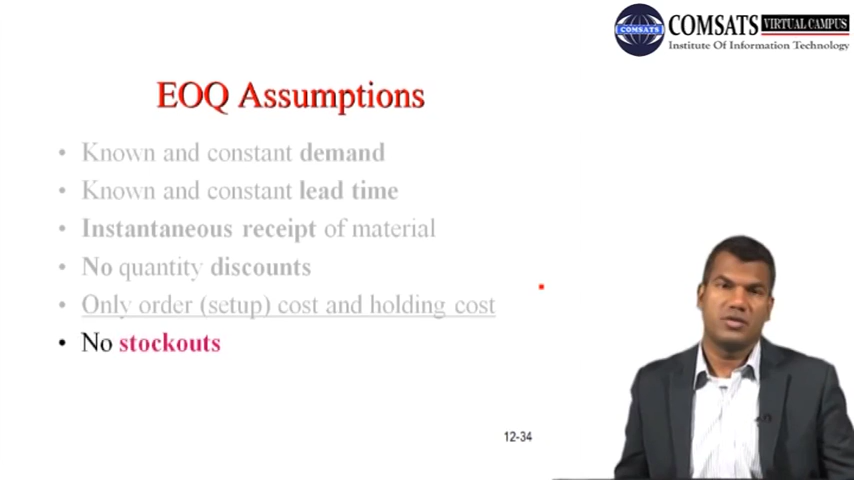 COMSATS
COMSATS VIRTUAL CAMPUS
Institute Of Information Technology
EOQ Assumptions
• Known and constant demand
• Known and constant lead time
• Instantaneous receipt of material
• No quantity discounts
• Only order (setup) cost and holding cost
• No stockouts
12-34